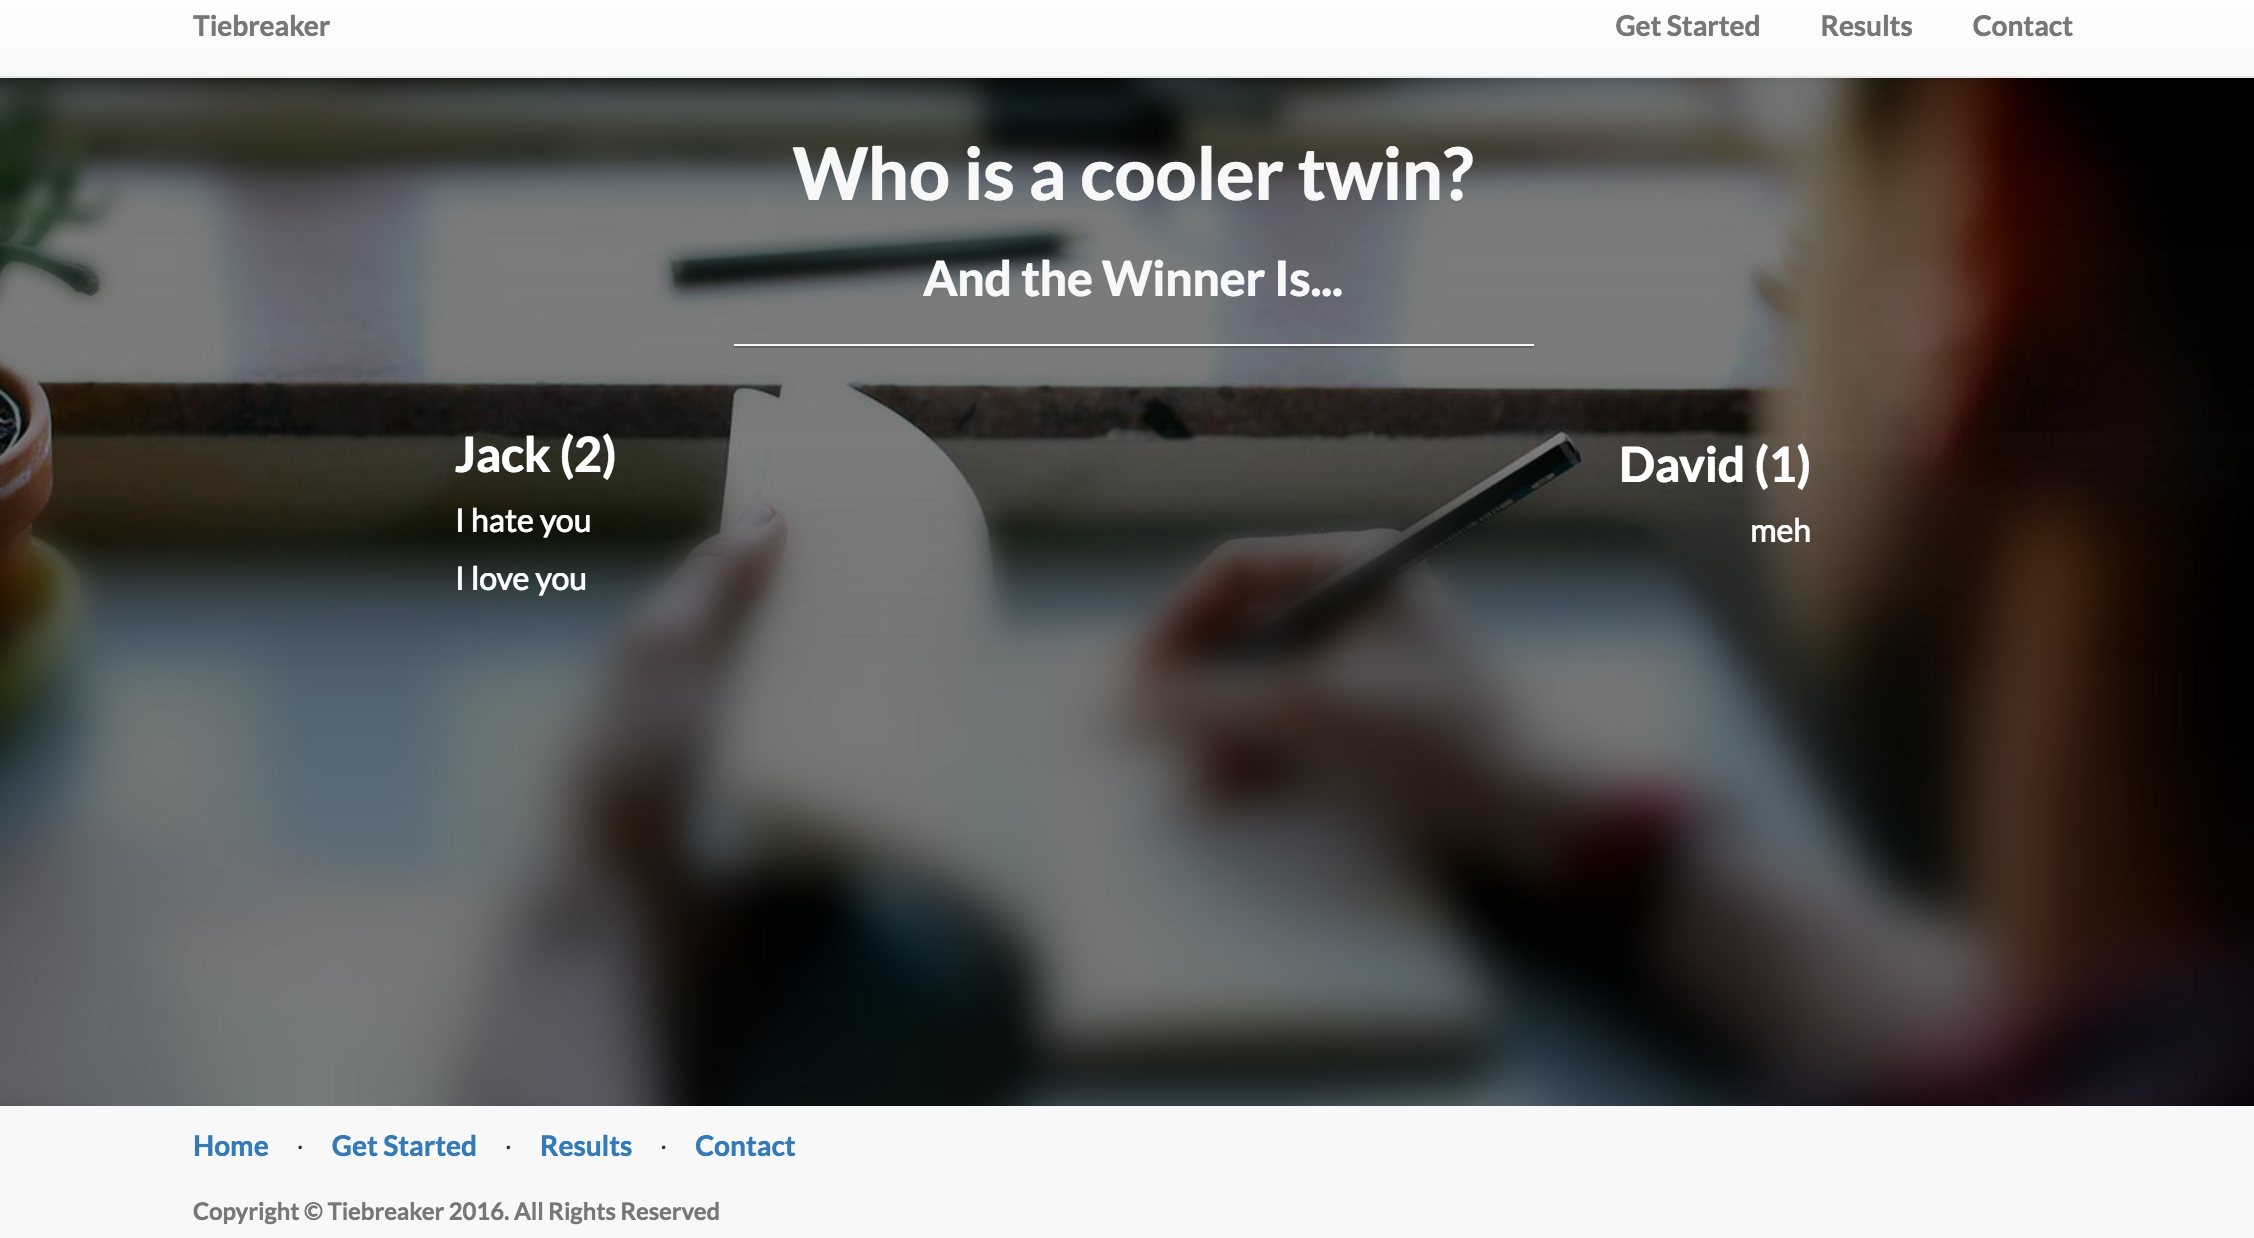 Tiebreaker
Get Started Results Contact
Who is a cooler twin?
And the Winner Is...
Jack (2)
I hate you
I love you
David (1)
meh
Home · Get Started · Results · Contact
Copyright © Tiebreaker 2016. All Rights Reserved